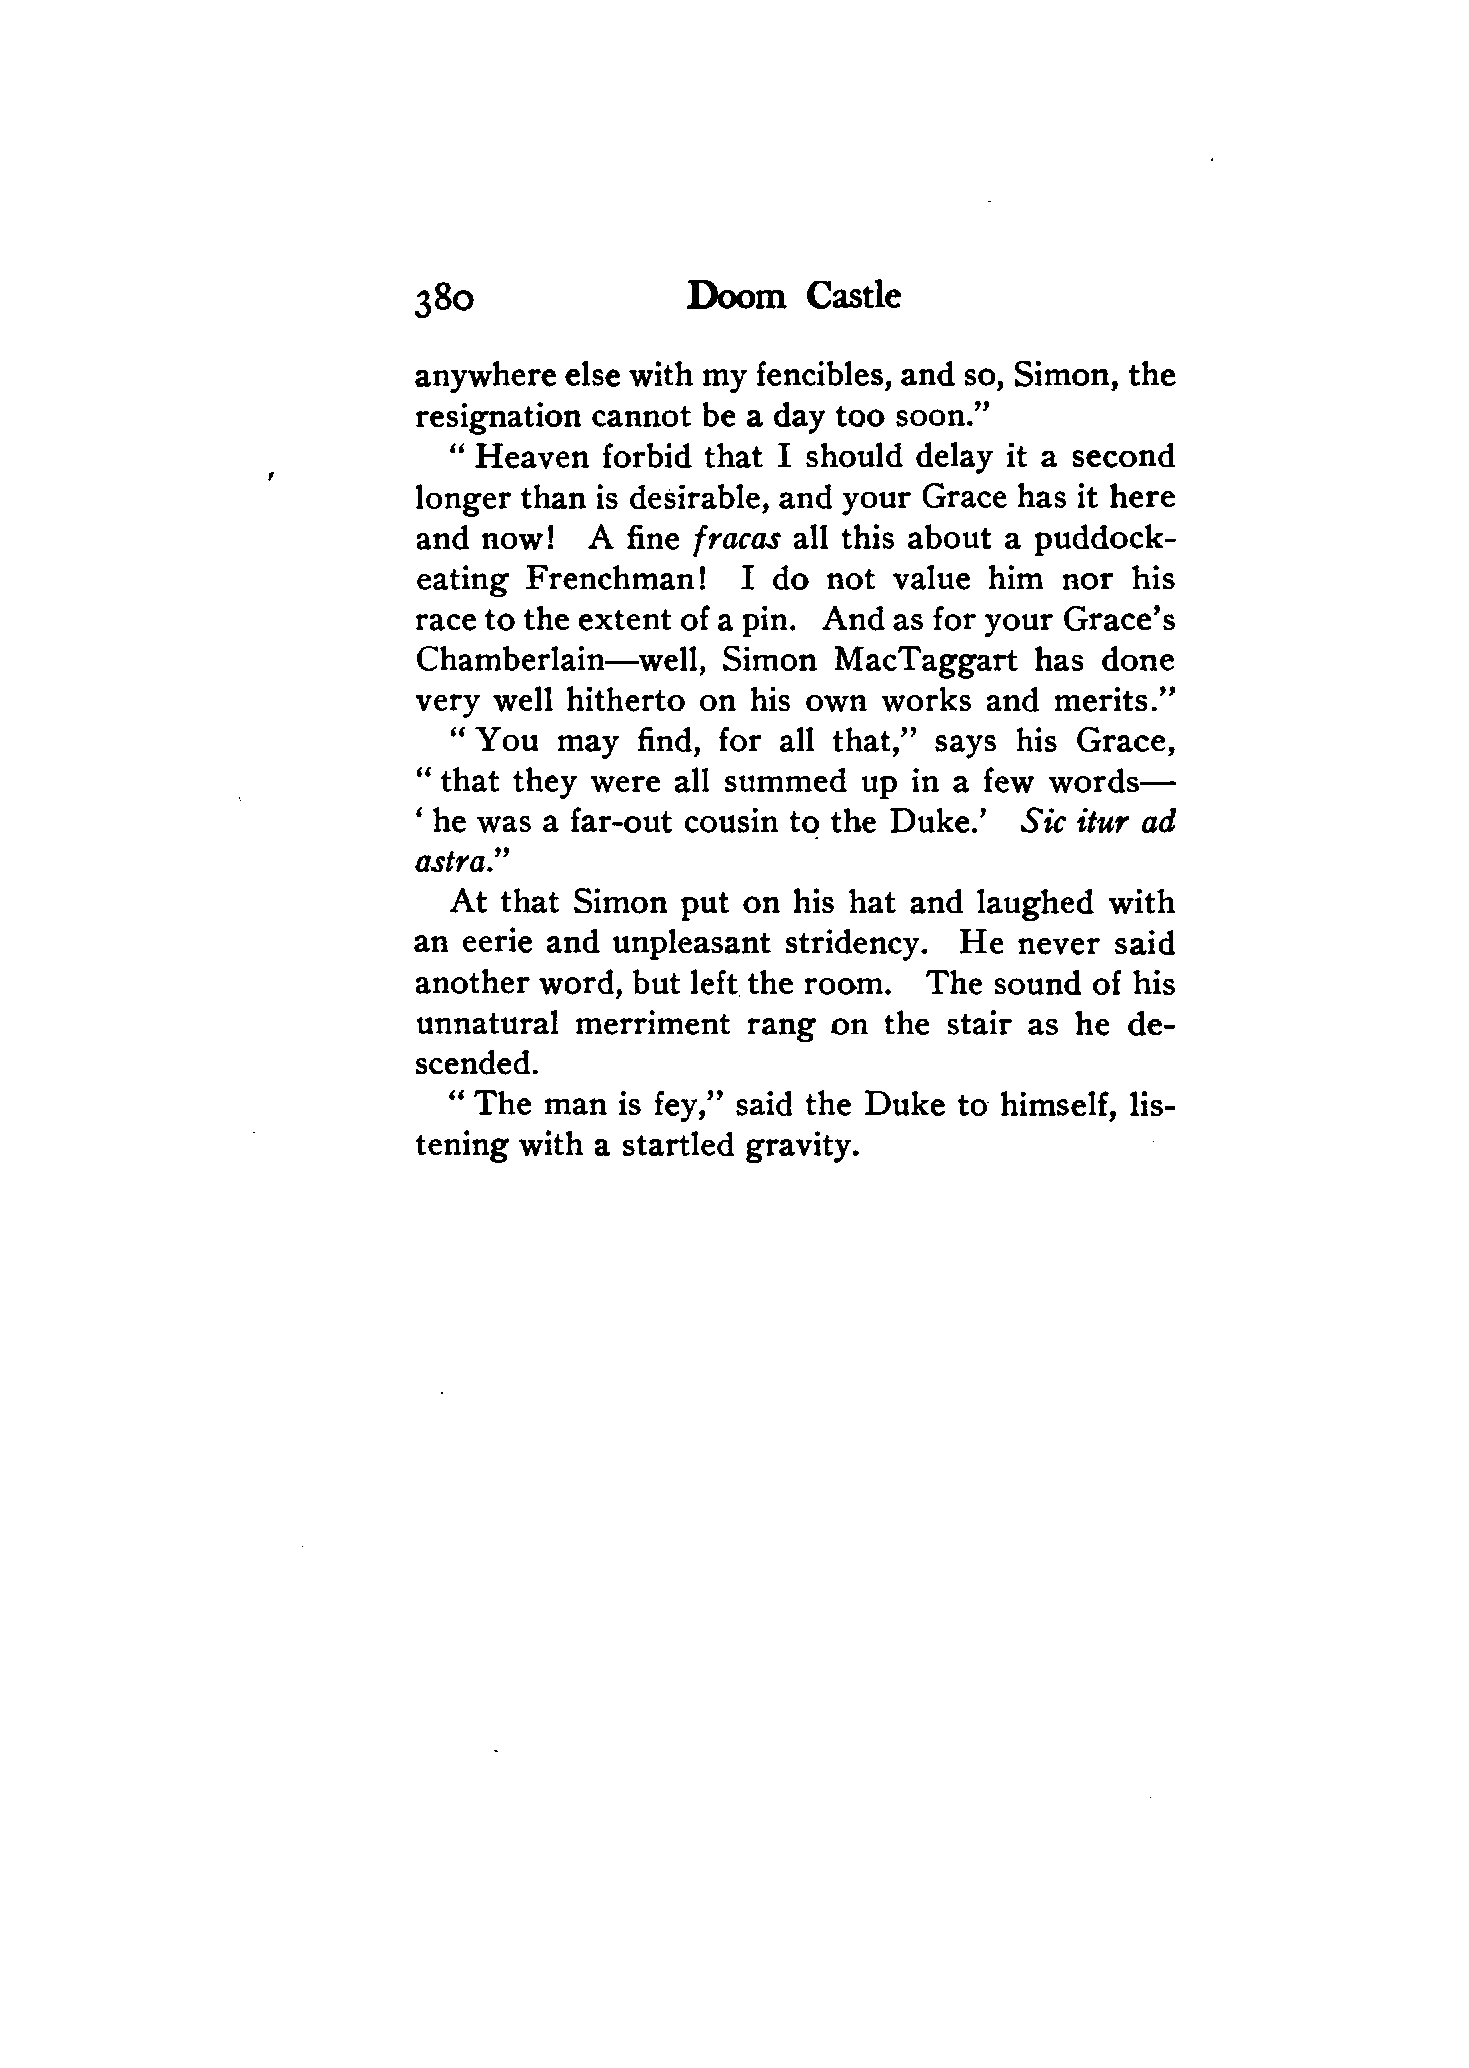 380 Doom Castle
anywhere else with my fencibles, and so, Simon, the
resignation cannot be a day too soon.”
“ Heaven forbid that I should delay it a second
longer than is desirable, and your Grace has it here
and now! A fine fracas all this about a puddock-
eating Frenchman! I do not value him nor his
race to the extent of a pin. And as for your Grace’s
Chamberlain—well, Simon MacTaggart has done
very well hitherto on his own works and merits.”
“ You may find, for all that,” says his Grace,
“ that they were all summed up in a few words—
‘ he was a far-out cousin to the Duke.’ Sic itur ad
astra.”
At that Simon put on his hat and laughed with
an eerie and unpleasant stridency. He never said
another word, but left the room. The sound of his
unnatural merriment rang on the stair as he de-
scended.
“ The man is fey,” said the Duke to himself, lis-
tening with a startled gravity.